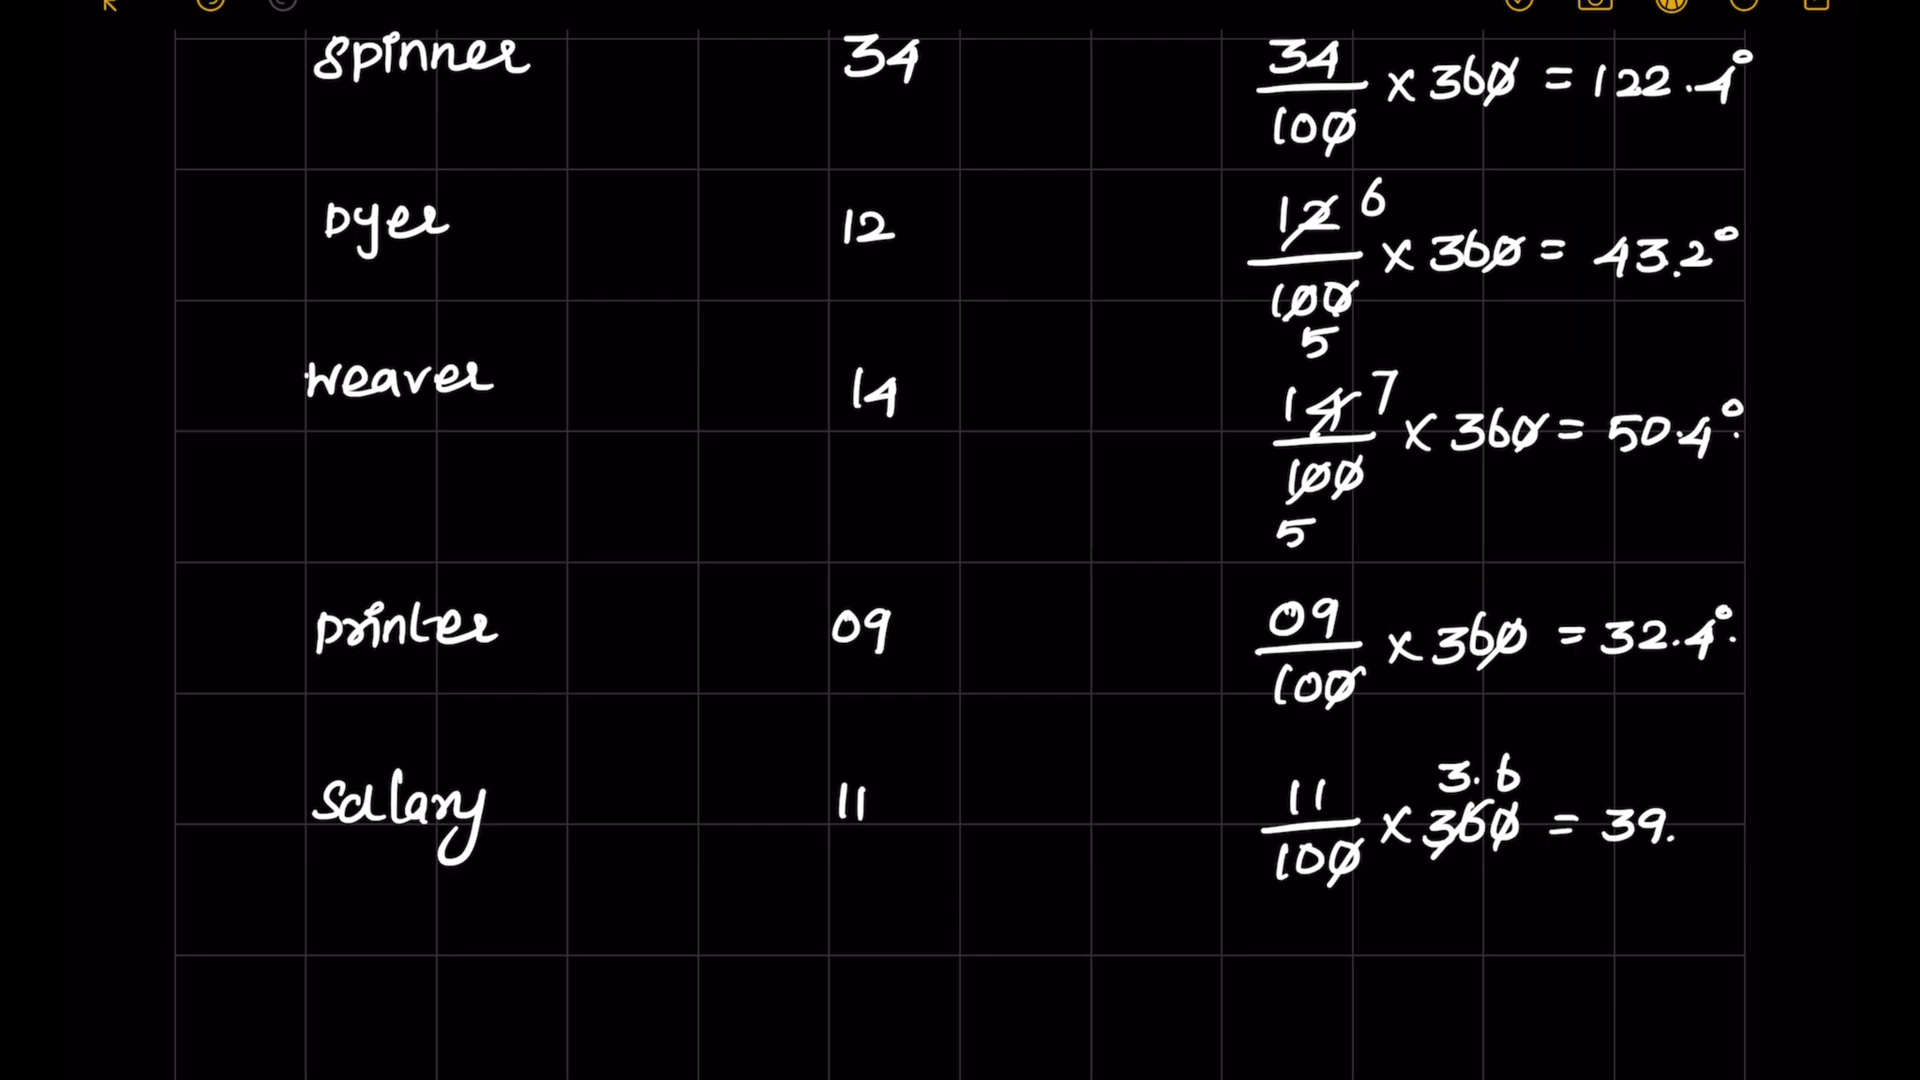 Spinner 34 34/100 x 360 = 122.4°
Dyer 12 12/100 6 5 x 360 = 43.2°
Weaver 14 14/100 7 5 x 360 = 50.4°.
Printer 09 09/100 x 360 = 32.4°.
Salary 11 11/100 x 360 3.6 = 39.